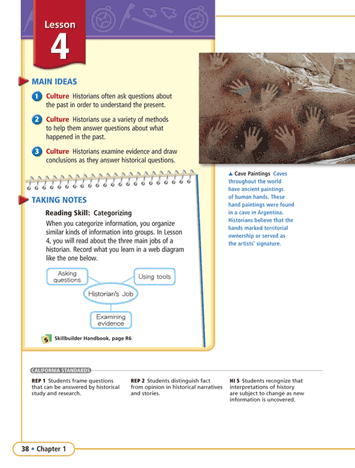 Lesson
4
MAIN IDEAS
1 Culture Historians often ask questions about
the past in order to understand the present.
2 Culture Historians use a variety of methods
to help them answer questions about what
happened in the past.
3 Culture Historians examine evidence and draw
conclusions as they answer historical questions.
TAKING NOTES
Reading Skill: Categorizing
When you categorize information, you organize
similar kinds of information into groups. In Lesson
4, you will read about the three main jobs of a
historian. Record what you learn in a web diagram
like the one below.
Asking
questions
Using tools
Historian's Job
Examining
evidence
Skillbuilder Handbook, page R6
▲ Cave Paintings Caves
throughout the world
have ancient paintings
of human hands. These
hand paintings were found
in a cave in Argentina.
Historians believe that the
hands marked territorial
ownership or served as
the artists' signature.
CALIFORNIA STANDARDS
REP 1 Students frame questions
that can be answered by historical
study and research.
REP 2 Students distinguish fact
from opinion in historical narratives
and stories.
HI 5 Students recognize that
interpretations of history
are subject to change as new
information is uncovered.
38 • Chapter 1